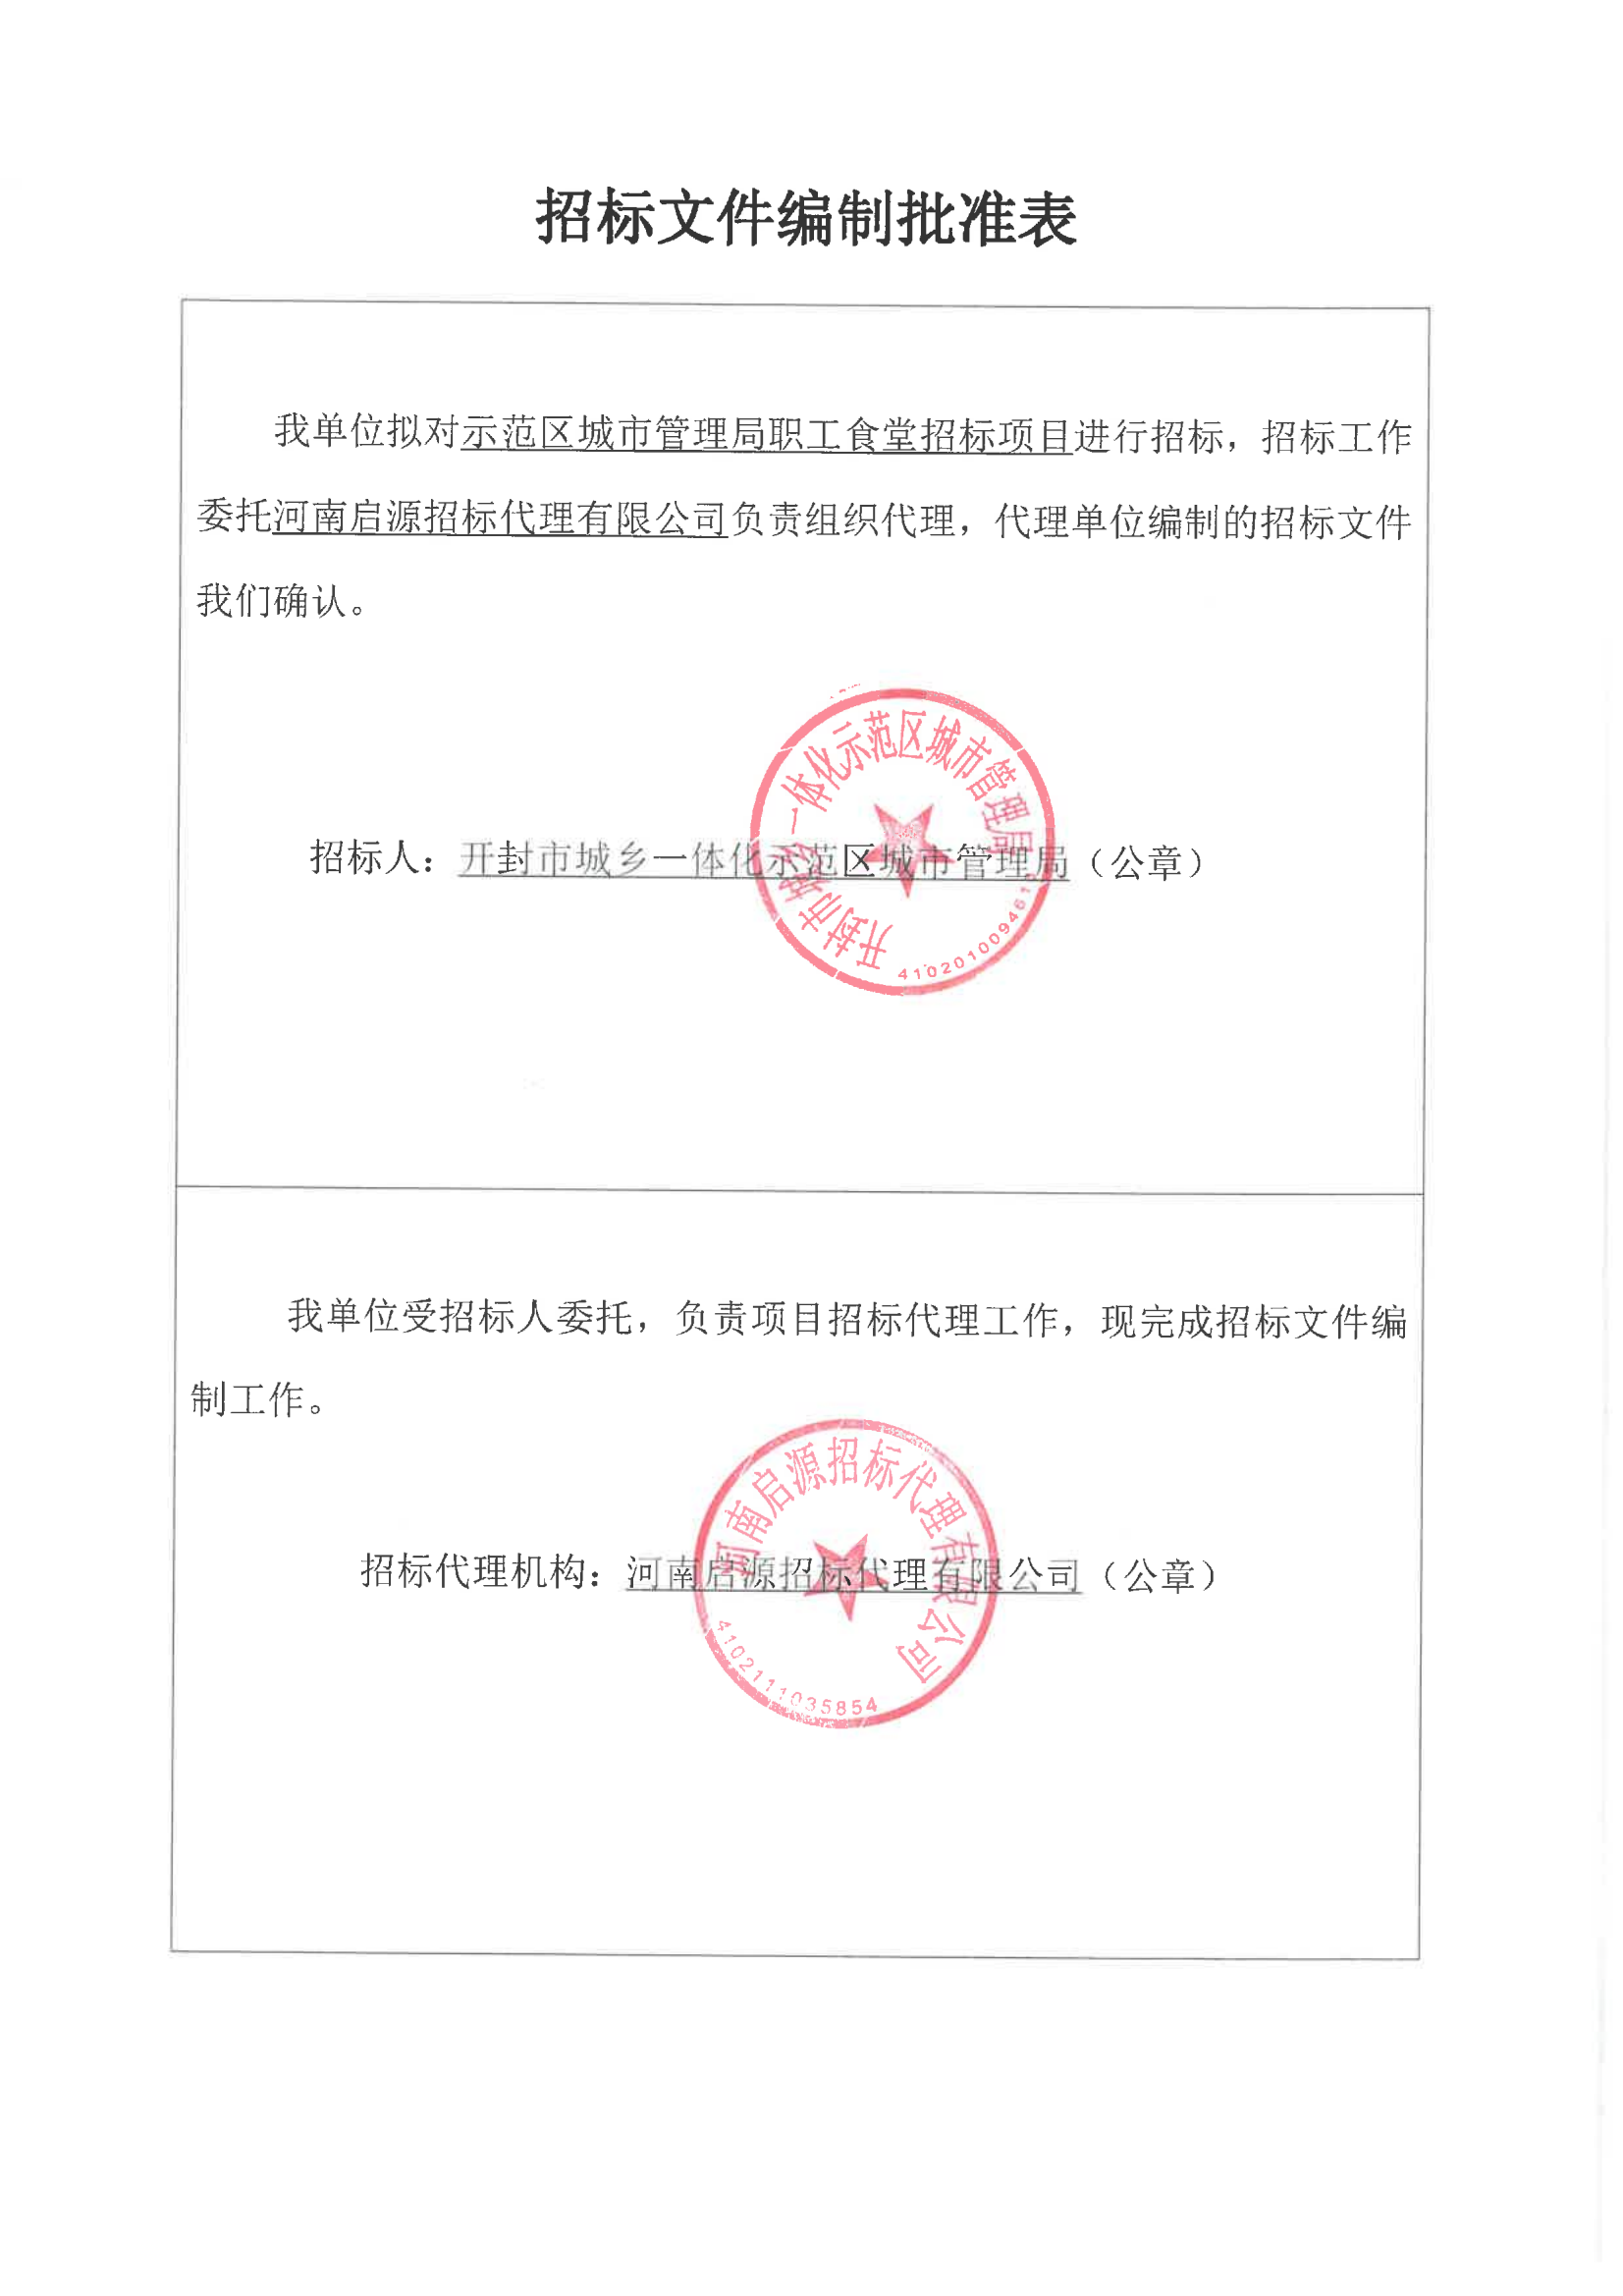 招标文件编制批准表
我单位拟对示范区城市管理局职工食堂招标项目进行招标，招标工作
委托河南启源招标代理有限公司负责组织代理，代理单位编制的招标文件
我们确认。
开封市城乡一体化示范区城市管理局
招标人：开封市城乡一体化示范区城市管理局（公章）
我单位受招标人委托，负责项目招标代理工作，现完成招标文件编
制工作。
河南启源招标代理有限公司
招标代理机构：河南启源招标代理有限公司（公章）
4102111035854